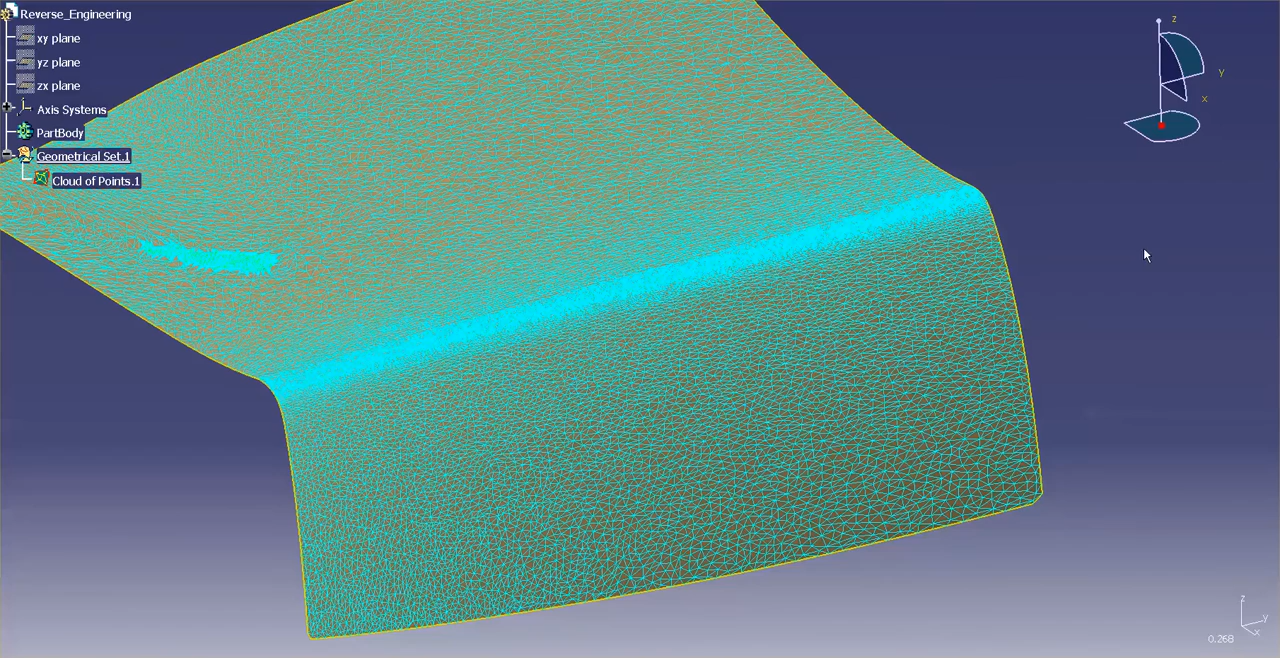 Reverse_Engineering
xy plane
yz plane
zx plane
Axis Systems
PartBody
Geometrical Set.1
Cloud of Points.1
z
y
x
z
y
x
0.268